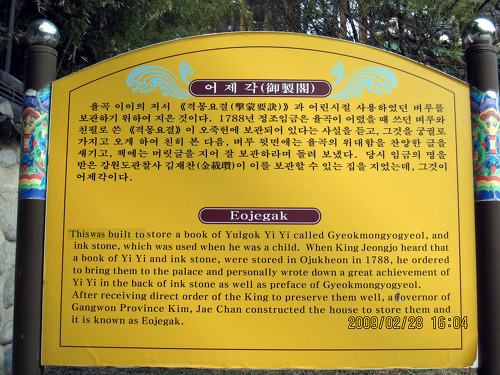 어 제 각 (御製閣)
율곡 이이의 저서 《격몽요결(擊蒙要訣)》과 어린시절 사용하였던 벼루를
보관하기 위하여 지은 것이다. 1788년 정조임금은 율곡이 어렸을 때 쓰던 벼루와
친필로 쓴 《격몽요결》이 오죽헌에 보관되어 있다는 사실을 듣고, 그것을 궁궐로
가지고 오게 하여 친히 본 다음, 벼루 뒷면에는 율곡의 위대함을 찬양한 글을
새기고, 책에는 머릿글을 지어 잘 보관하라며 돌려 보냈다. 당시 임금의 명을
받은 강원도관찰사 김재찬(金載瓚)이 이를 보관할 수 있는 집을 지었는데, 그것이
어제각이다.
Eojegak
This was built to store a book of Yulgok Yi Yi called Gyeokmongyogyeol, and
ink stone, which was used when he was a child. When King Jeongjo heard that
a book of Yi Yi and ink stone, were stored in Ojukheon in 1788, he ordered
to bring them to the palace and personally wrote down a great achievement of
Yi Yi in the back of ink stone as well as preface of Gyeokmongyogyeol.
After receiving direct order of the King to preserve them well, a governor of
Gangwon Province Kim, Jae Chan constructed the house to store them and
it is known as Eojegak.
2009/02/28 16:04